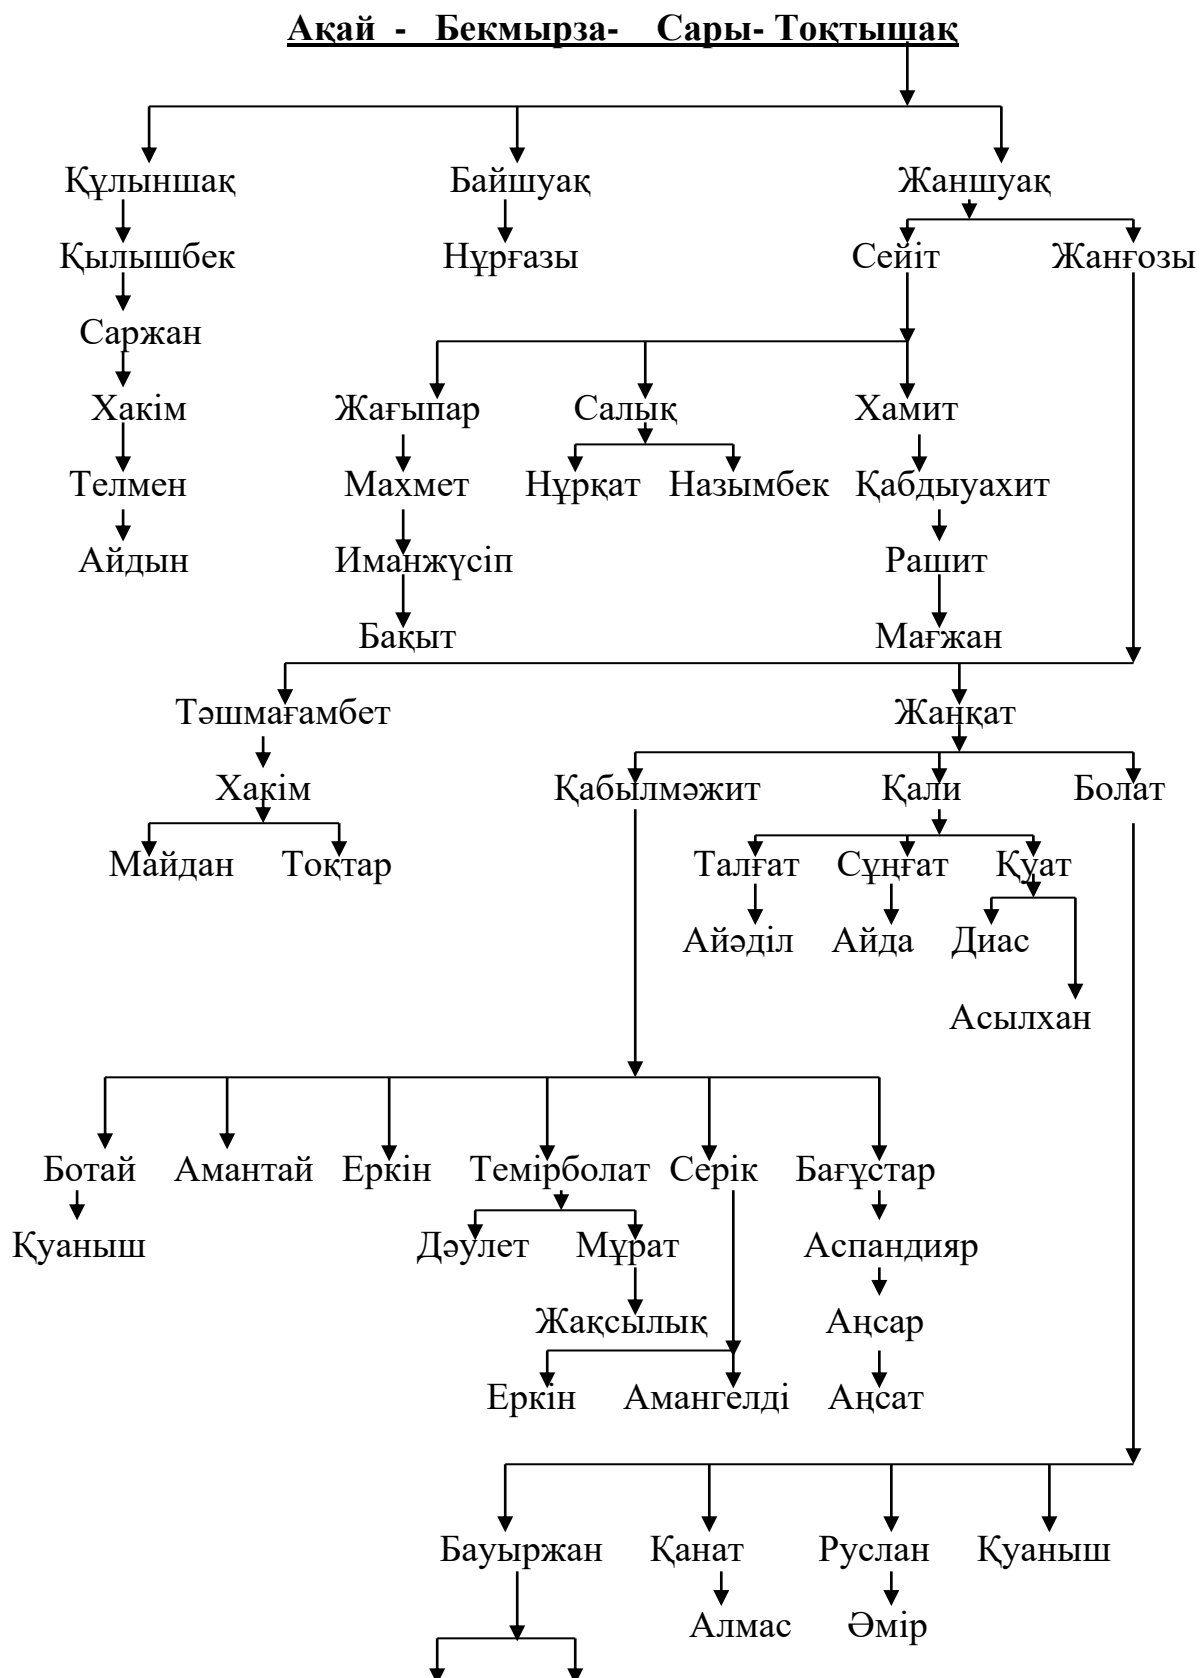 Ақай - Бекмырза- Сары- Тоқтышақ
Құлыншақ Байшуақ Жаншуақ
Қылышбек Нұрғазы Сейіт Жанғозы
Саржан
Хакім Жағыпар Салық Хамит
Телмен Махмет Нұрқат Назымбек Қабдыуахит
Айдын Иманжүсіп Рашит
Бақыт Мағжан
Тәшмағамбет Жанқат
Хакім Қабылмәжит Қали Болат
Майдан Тоқтар Талғат Сұңғат Қуат
Айәділ Айда Диас
Асылхан
Ботай Амантай Еркін Темірболат Серік Бағұстар
Қуаныш Дәулет Мұрат Аспандияр
Жақсылық Аңсар
Еркін Амангелді Аңсат
Бауыржан Қанат Руслан Қуаныш
Алмас Әмір